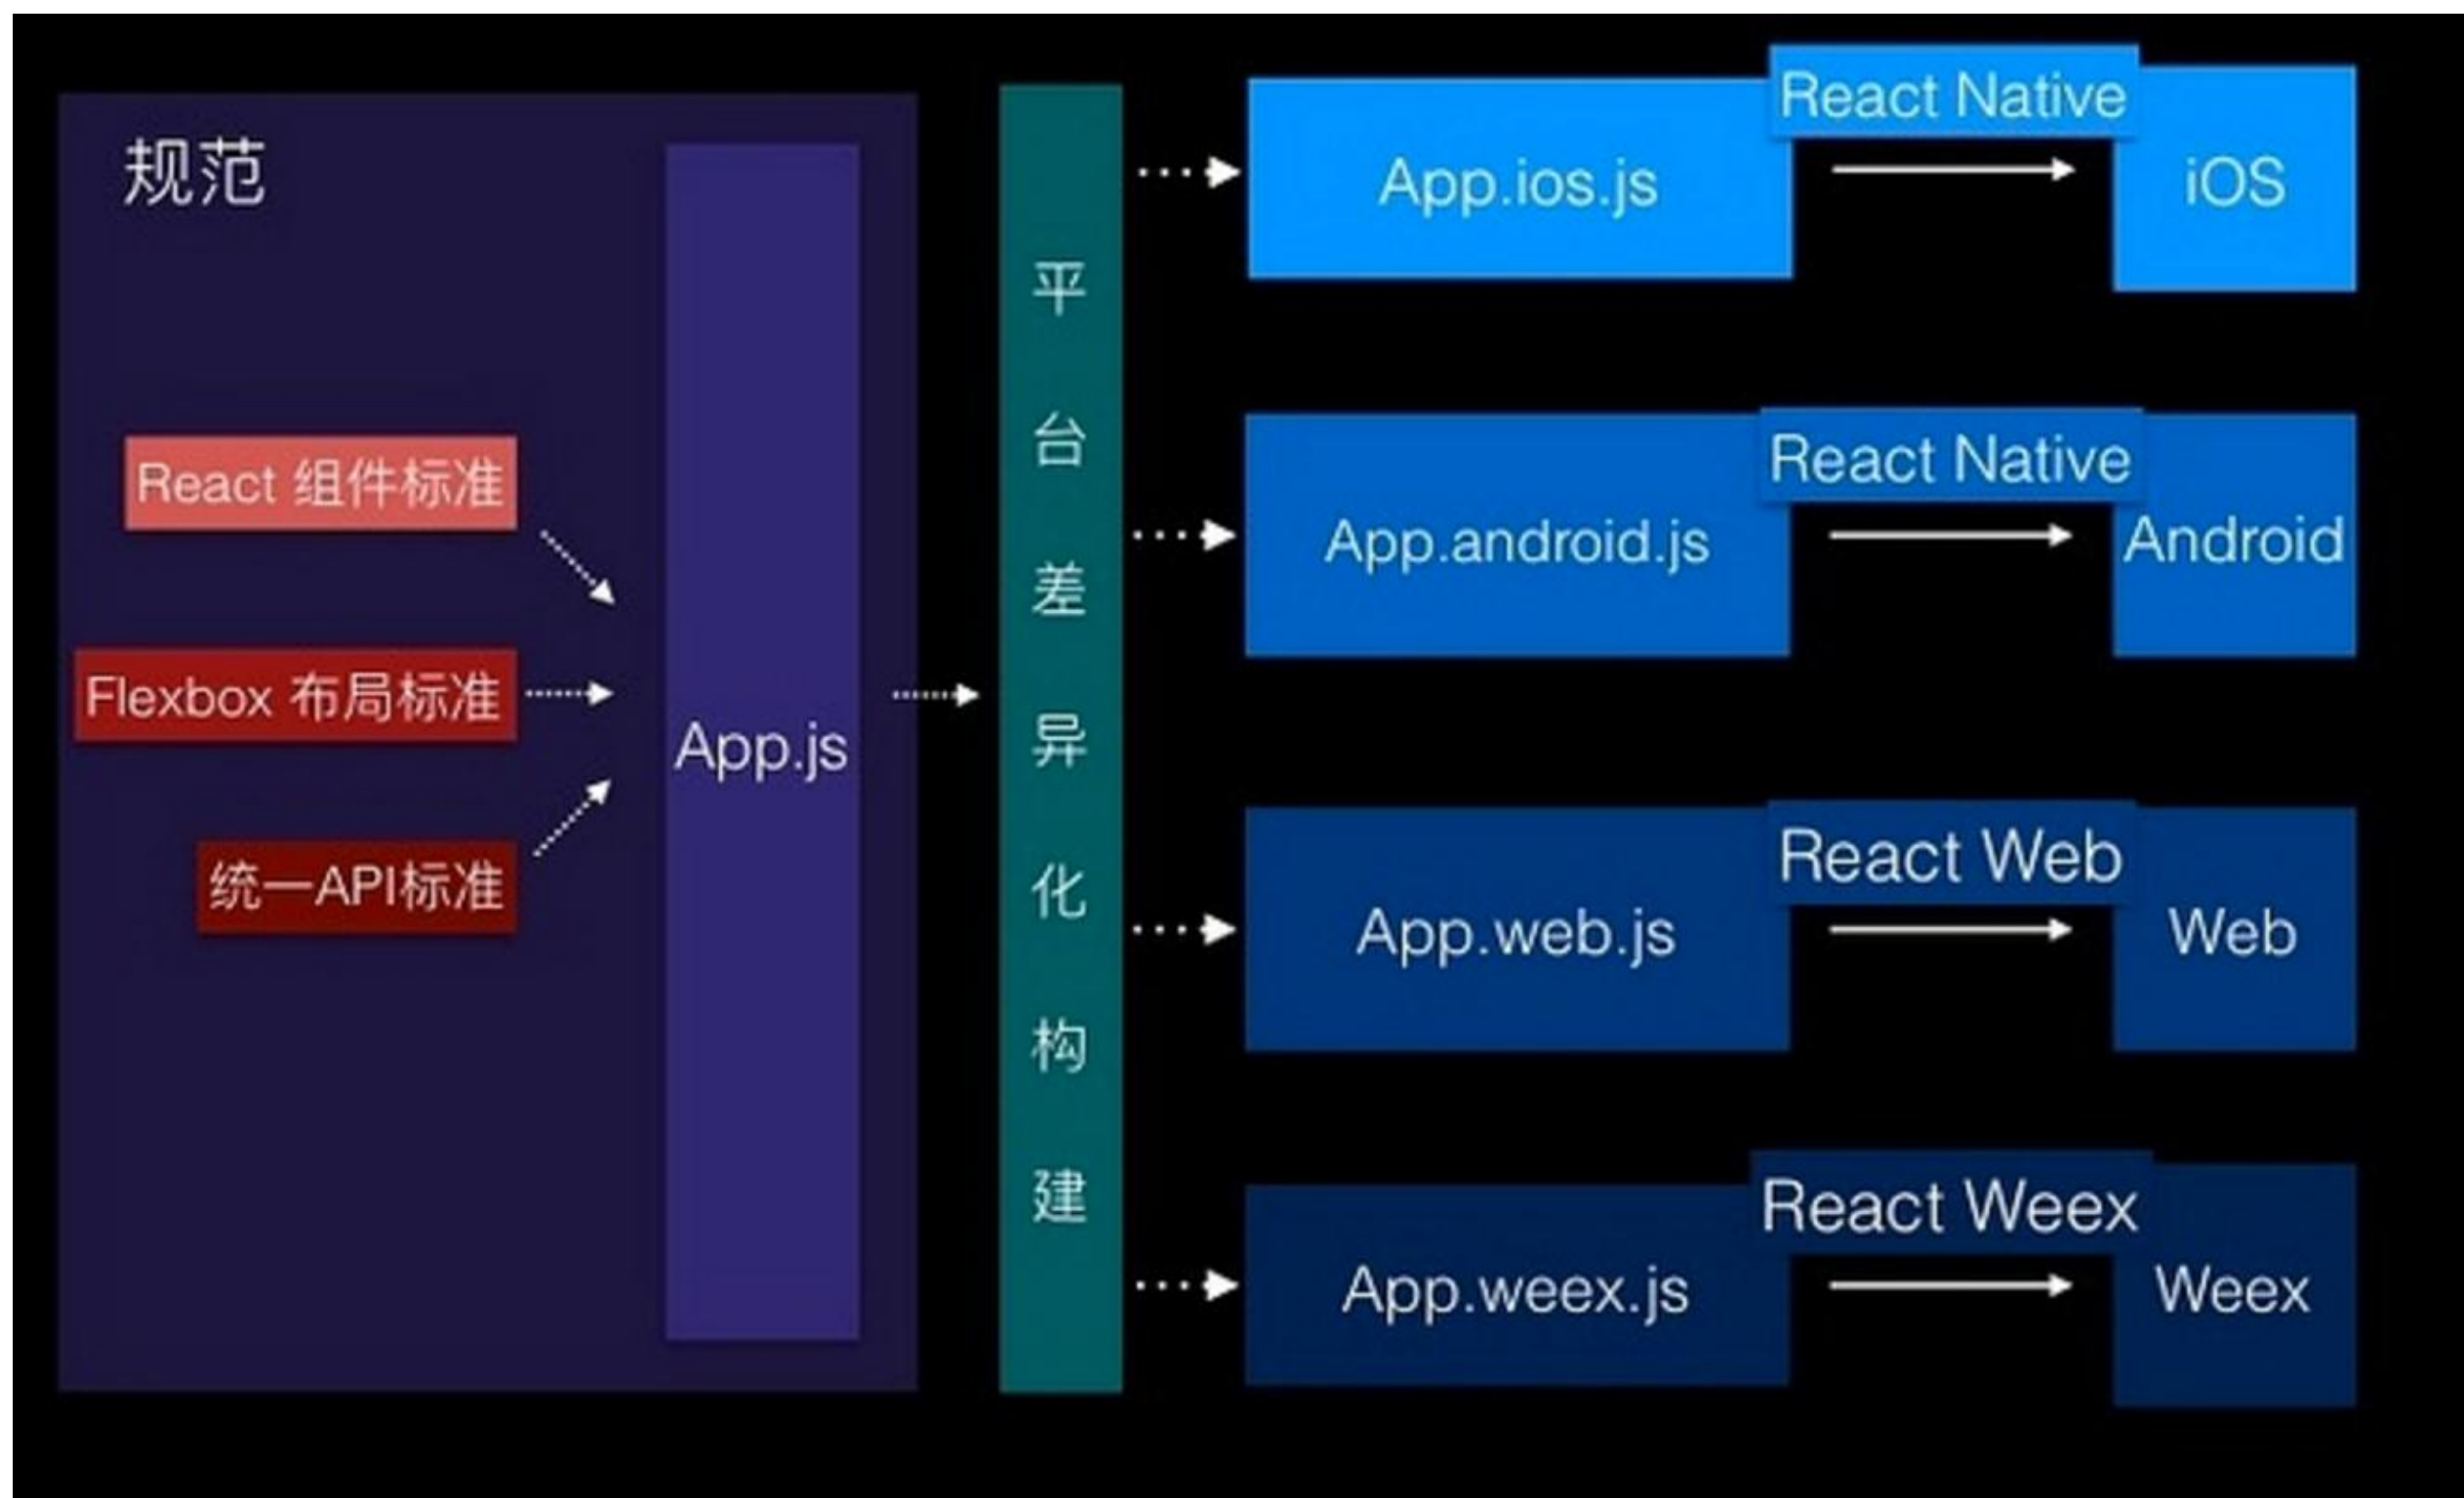 规范
React 组件标准
Flexbox 布局标准
统一API标准
App.js
平台差异化构建
App.ios.js
React Native
iOS
App.android.js
React Native
Android
App.web.js
React Web
Web
App.weex.js
React Weex
Weex